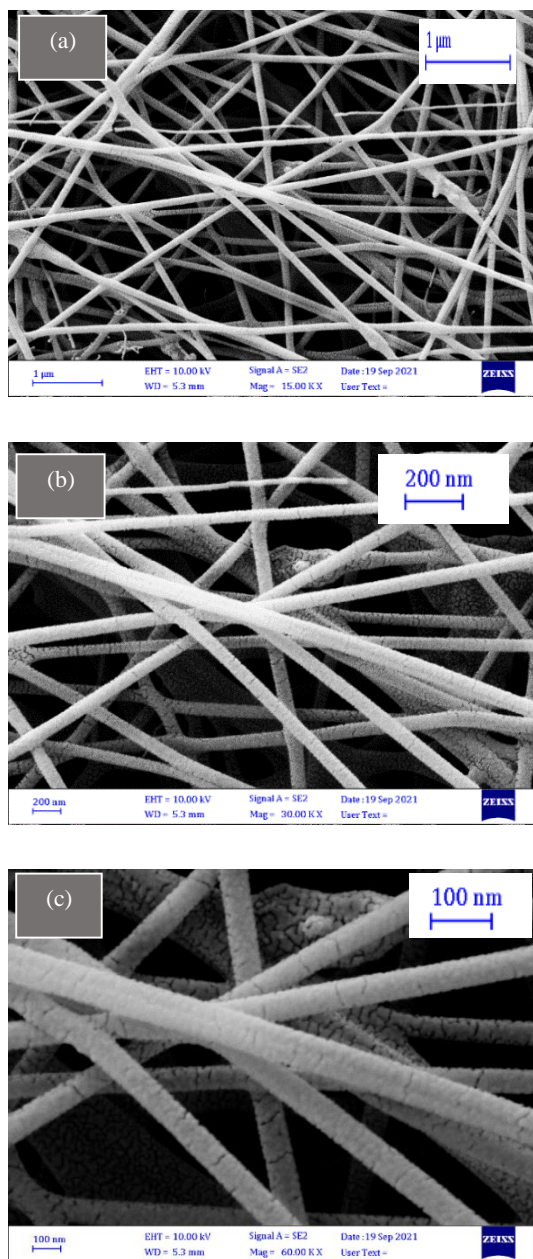 (a)
1 μm
1 μm
EHT = 10.00 kV Signal A = SE2 Date :19 Sep 2021
WD = 5.3 mm Mag = 15.00 K X User Text =
ZEISS
(b)
200 nm
200 nm
EHT = 10.00 kV Signal A = SE2 Date :19 Sep 2021
WD = 5.3 mm Mag = 30.00 K X User Text =
ZEISS
(c)
100 nm
100 nm
EHT = 10.00 kV Signal A = SE2 Date :19 Sep 2021
WD = 5.3 mm Mag = 60.00 K X User Text =
ZEISS